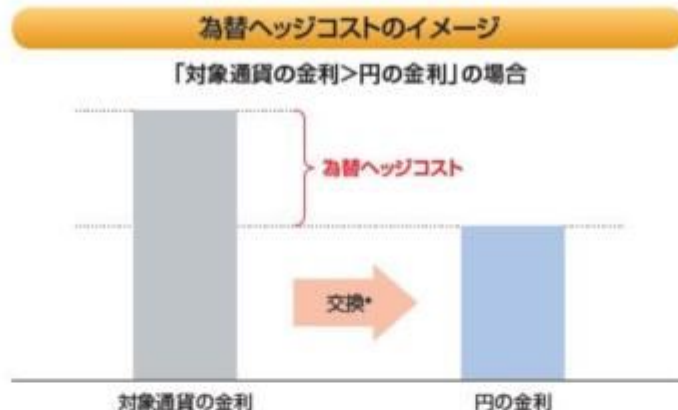 為替ヘッジコストのイメージ
「対象通貨の金利>円の金利」の場合
為替ヘッジコスト
交換*
対象通貨の金利
円の金利